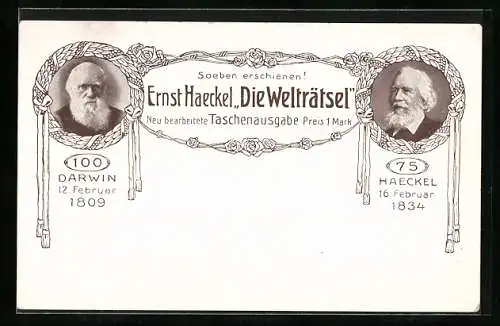 Soeben erschienen!
Ernst Haeckel „Die Welträtsel"
Neu bearbeitete Taschenausgabe Preis 1 Mark
100
DARWIN
12. Februar
1809
75
HAECKEL
16. Februar
1834